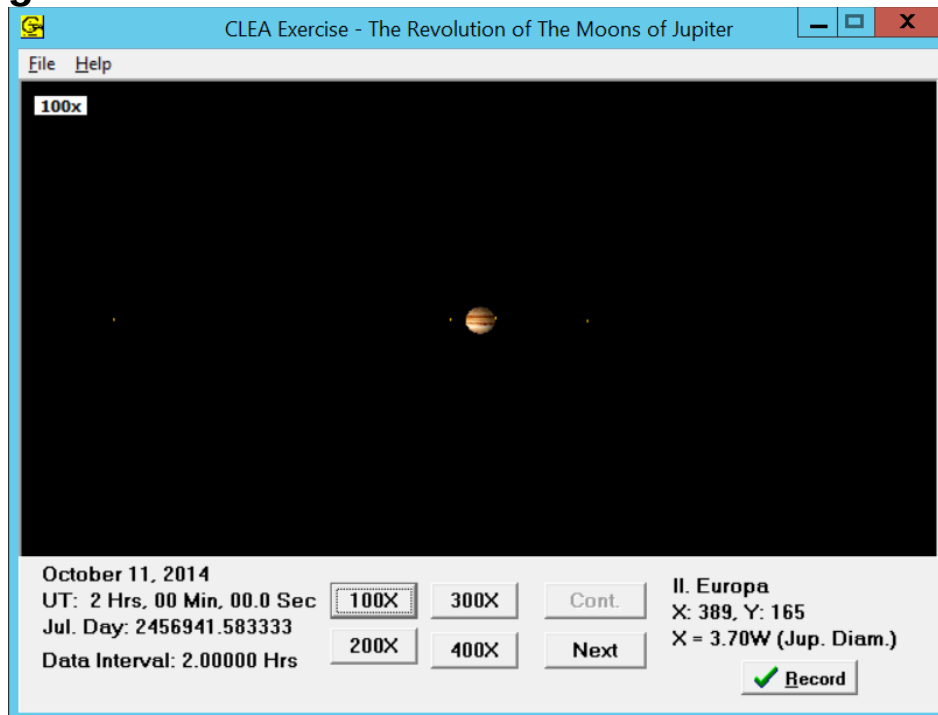 CLEA Exercise - The Revolution of The Moons of Jupiter
File Help
100x
October 11, 2014
UT: 2 Hrs, 00 Min, 00.0 Sec
Jul. Day: 2456941.583333
Data Interval: 2.00000 Hrs
100X 300X Cont.
200X 400X Next
II. Europa
X: 389, Y: 165
X = 3.70W (Jup. Diam.)
Record